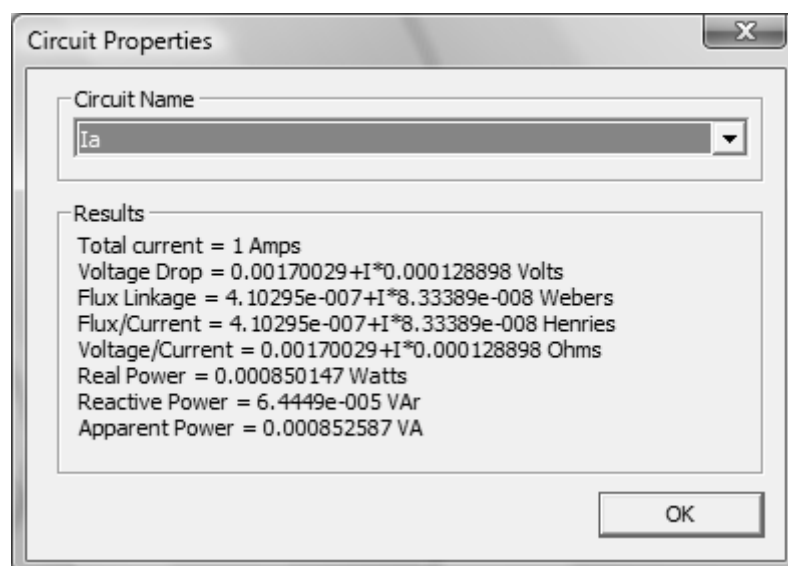 Circuit Properties
Circuit Name
Ia
Results
Total current = 1 Amps
Voltage Drop = 0.00170029+I*0.000128898 Volts
Flux Linkage = 4.10295e-007+I*8.33389e-008 Webers
Flux/Current = 4.10295e-007+I*8.33389e-008 Henries
Voltage/Current = 0.00170029+I*0.000128898 Ohms
Real Power = 0.000850147 Watts
Reactive Power = 6.4449e-005 VAr
Apparent Power = 0.000852587 VA
OK